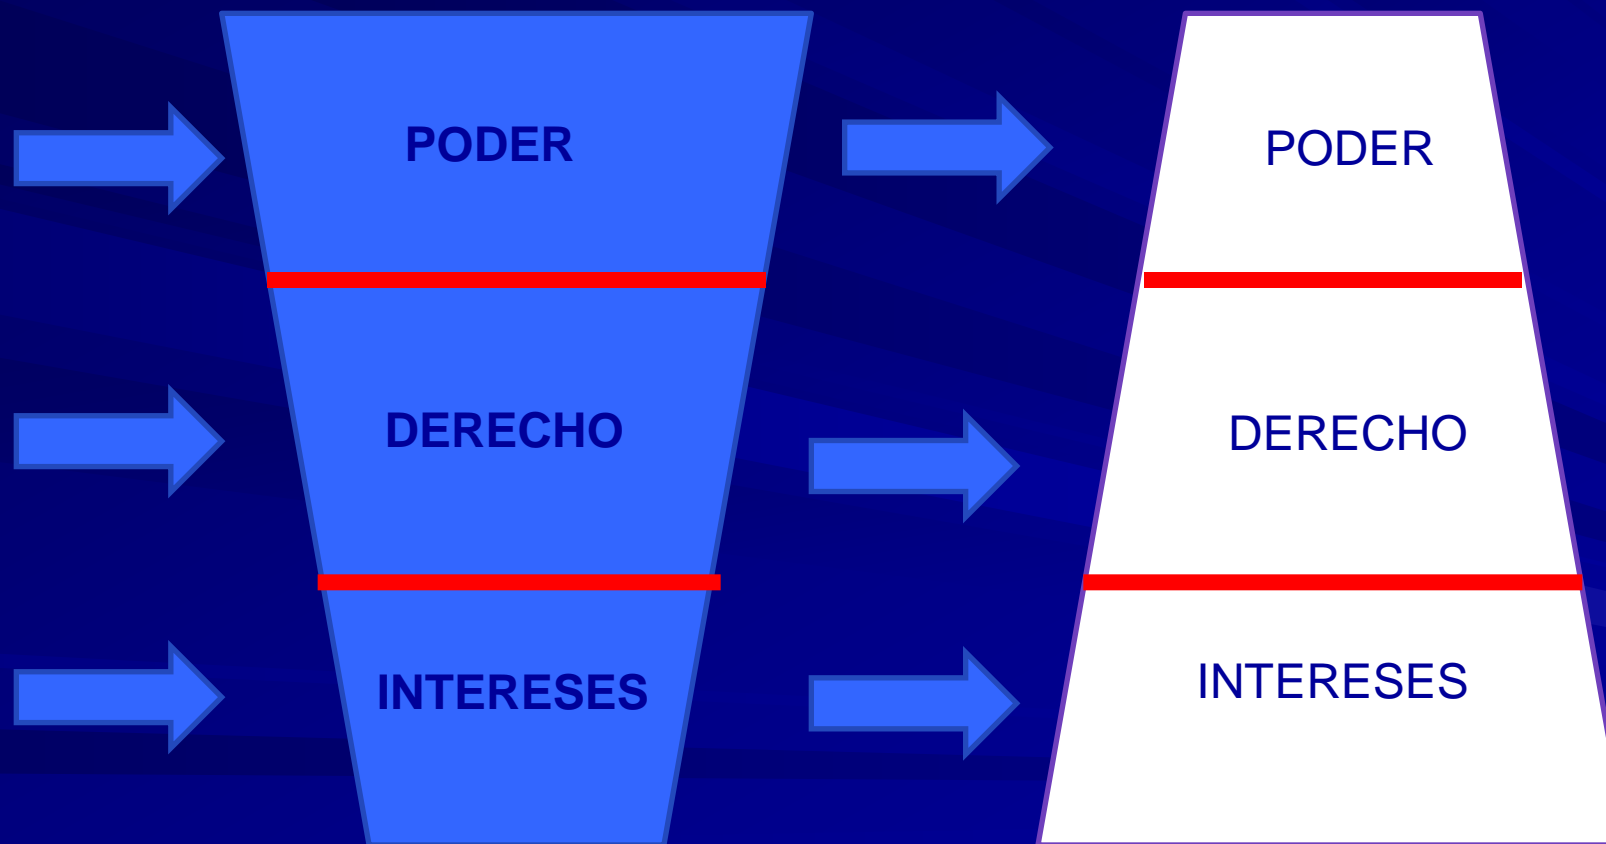 PODER
DERECHO
INTERESES
PODER
DERECHO
INTERESES